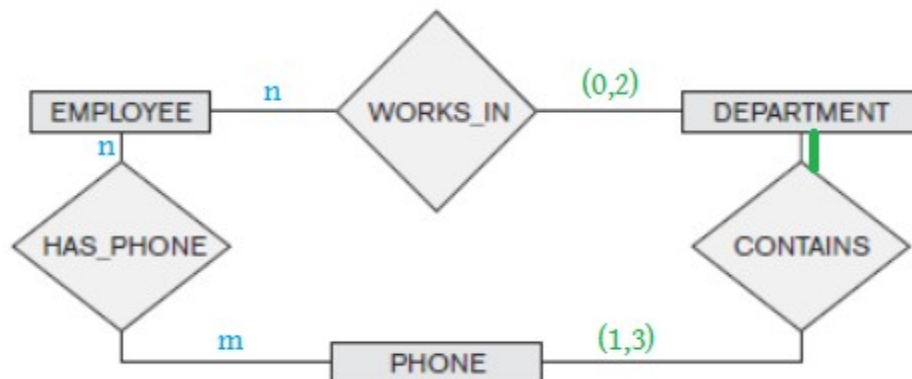 n
(0,2)
EMPLOYEE
WORKS_IN
DEPARTMENT
n
HAS_PHONE
CONTAINS
m
(1,3)
PHONE